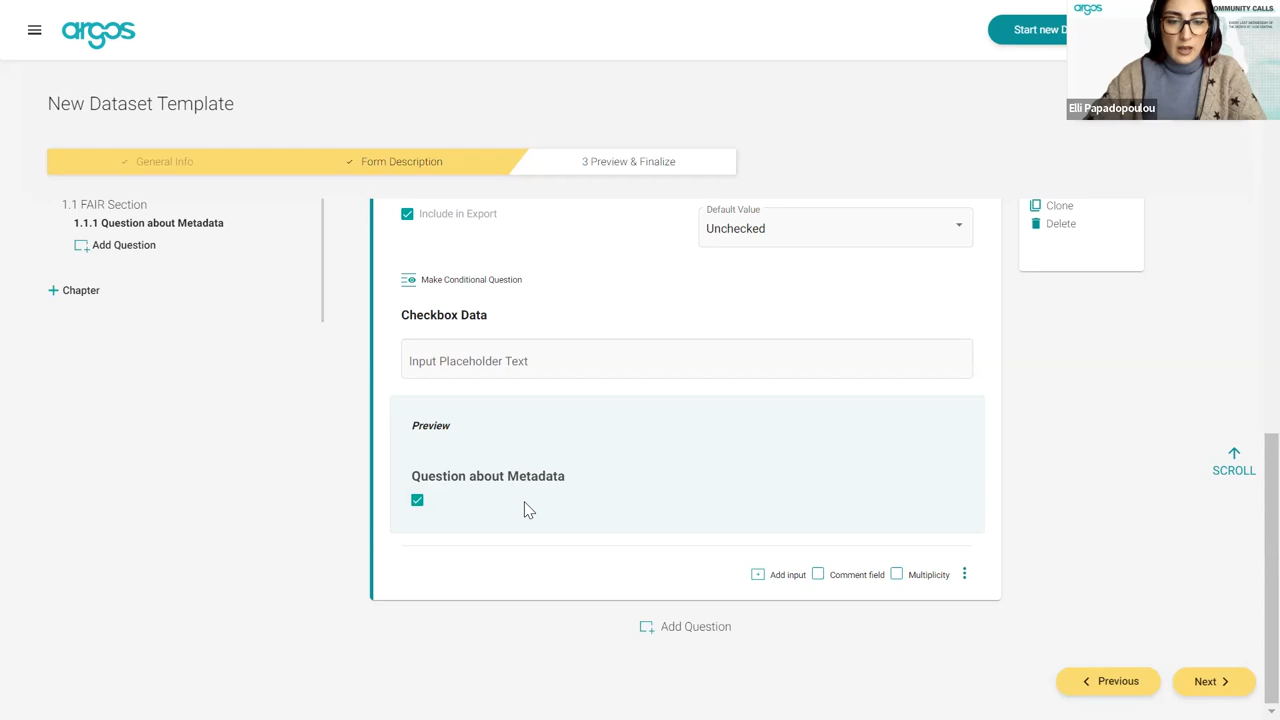 argos
Start new D
argos
OMMUNITY CALLS
Elli Papadopoulou
New Dataset Template
General Info
Form Description
3 Preview & Finalize
1.1 FAIR Section
1.1.1 Question about Metadata
Add Question
Chapter
Include in Export
Default Value
Unchecked
Clone
Delete
Make Conditional Question
Checkbox Data
Input Placeholder Text
Preview
Question about Metadata
SCROLL
Add input
Comment field
Multiplicity
Add Question
Previous
Next